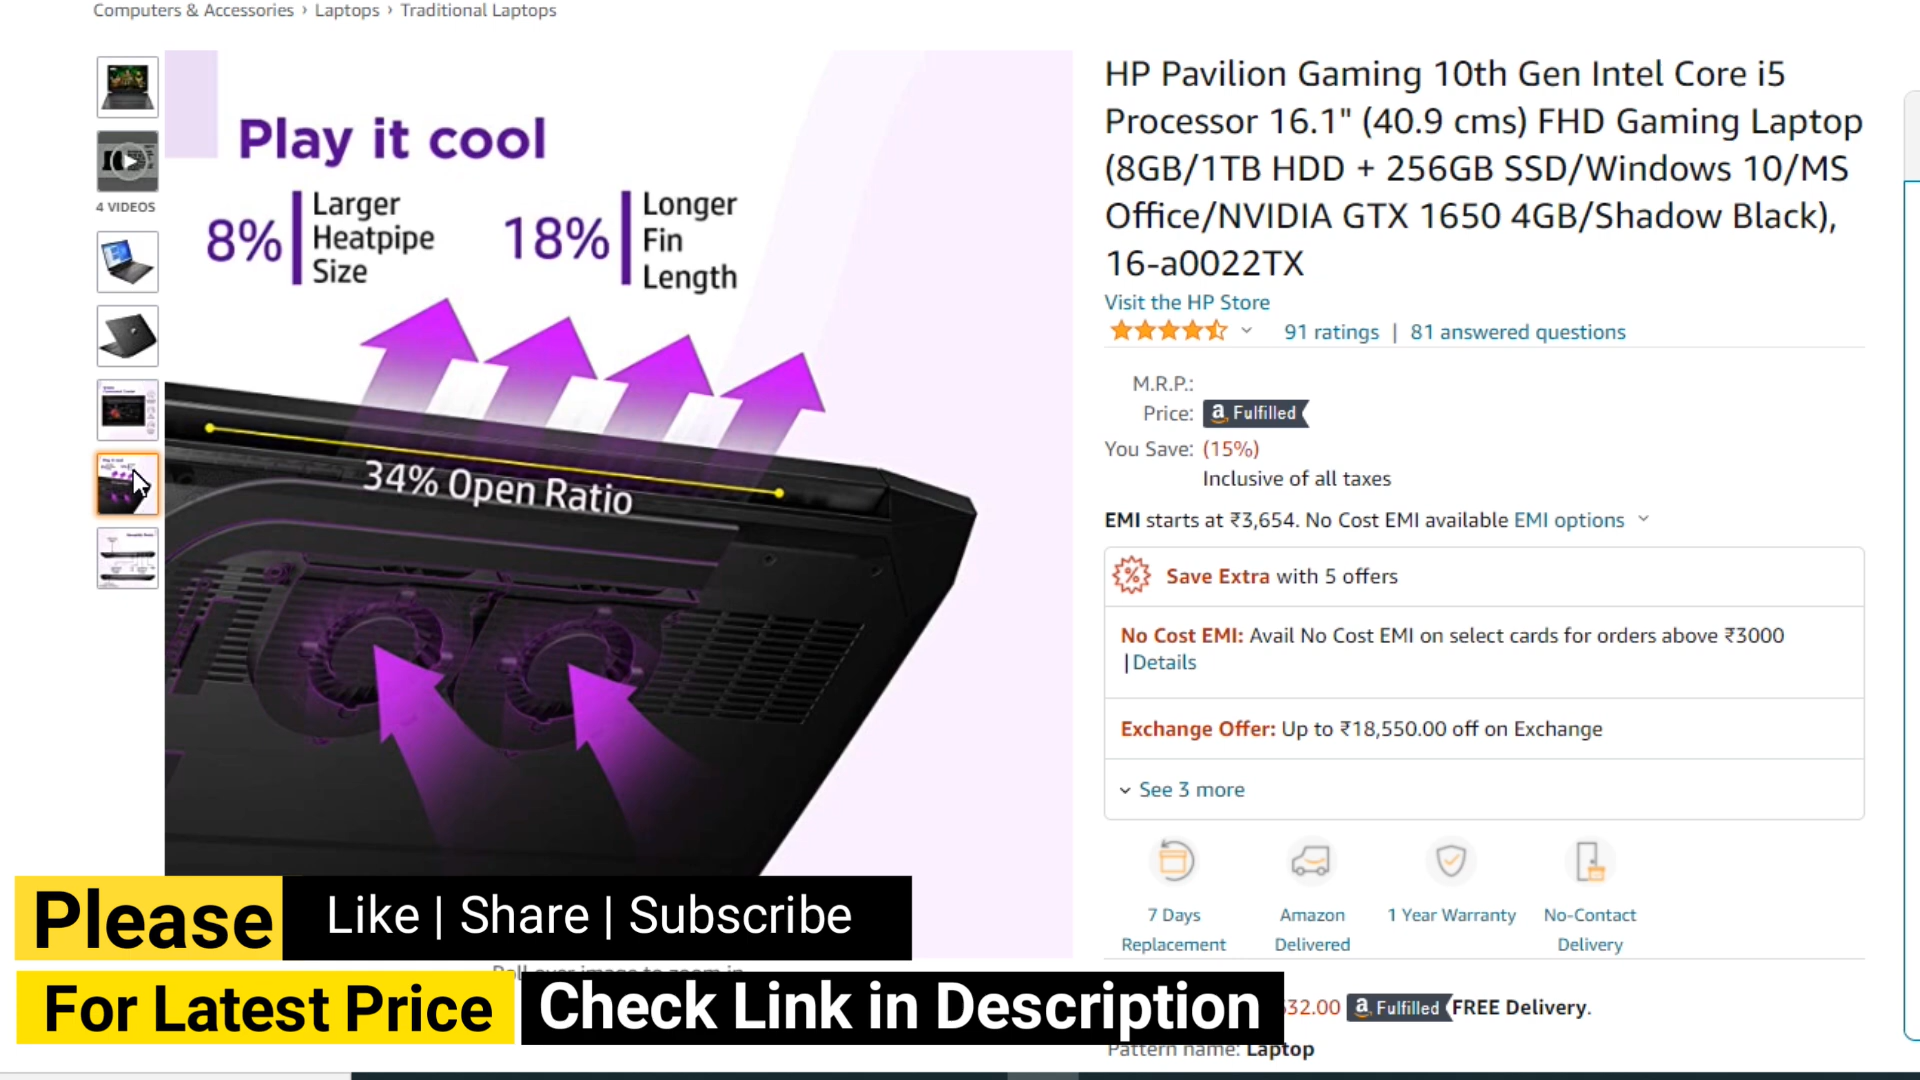 Computers & Accessories › Laptops › Traditional Laptops
4 VIDEOS
Play it cool
8% Larger Heatpipe Size
18% Longer Fin Length
34% Open Ratio
HP Pavilion Gaming 10th Gen Intel Core i5
Processor 16.1" (40.9 cms) FHD Gaming Laptop
(8GB/1TB HDD + 256GB SSD/Windows 10/MS
Office/NVIDIA GTX 1650 4GB/Shadow Black),
16-a0022TX
Visit the HP Store
91 ratings | 81 answered questions
M.R.P.:
Price: a Fulfilled
You Save: (15%)
Inclusive of all taxes
EMI starts at ₹3,654. No Cost EMI available EMI options
Save Extra with 5 offers
No Cost EMI: Avail No Cost EMI on select cards for orders above ₹3000
| Details
Exchange Offer: Up to ₹18,550.00 off on Exchange
See 3 more
7 Days
Replacement
Amazon
Delivered
1 Year Warranty
No-Contact
Delivery
32.00 a Fulfilled FREE Delivery.
Pattern name: Laptop
Please Like | Share | Subscribe
For Latest Price Check Link in Description